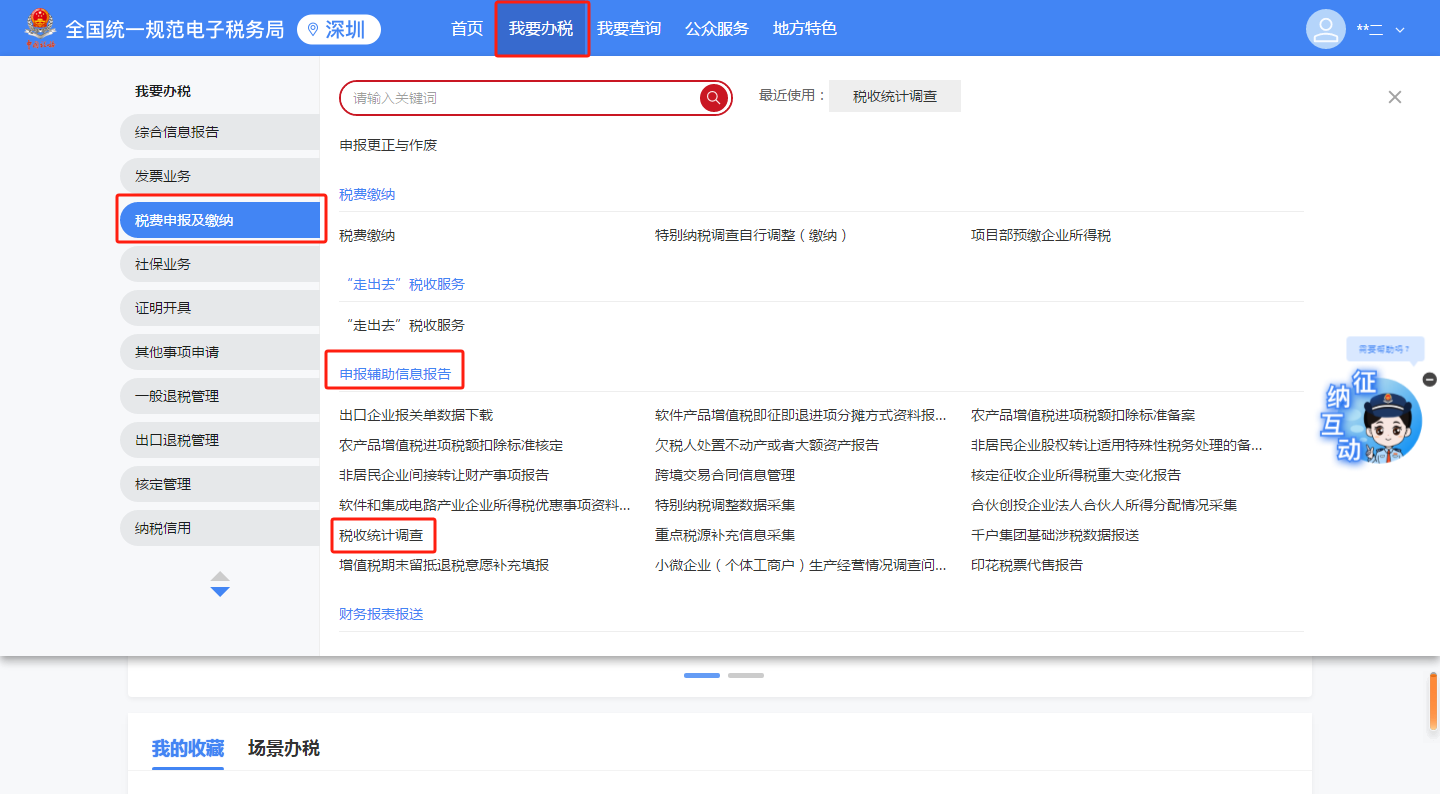 全国统一规范电子税务局 深圳 首页 我要办税 我要查询 公众服务 地方特色 **二
我要办税
综合信息报告
发票业务
税费申报及缴纳
社保业务
证明开具
其他事项申请
一般退税管理
出口退税管理
核定管理
纳税信用
请输入关键词 最近使用： 税收统计调查
申报更正与作废
税费缴纳
税费缴纳 特别纳税调查自行调整（缴纳） 项目部预缴企业所得税
“走出去”税收服务
“走出去”税收服务
申报辅助信息报告
出口企业报关单数据下载 软件产品增值税即征即退进项分摊方式资料报... 农产品增值税进项税额扣除标准备案
农产品增值税进项税额扣除标准核定 欠税人处置不动产或者大额资产报告 非居民企业股权转让适用特殊性税务处理的备...
非居民企业间接转让财产事项报告 跨境交易合同信息管理 核定征收企业所得税重大变化报告
软件和集成电路产业企业所得税优惠事项资料... 特别纳税调整数据采集 合伙创投企业法人合伙人所得分配情况采集
税收统计调查 重点税源补充信息采集 千户集团基础涉税数据报送
增值税期末留抵退税意愿补充填报 小微企业（个体工商户）生产经营情况调查问... 印花税票代售报告
财务报表报送
需要帮助吗？
征纳互动
我的收藏 场景办税